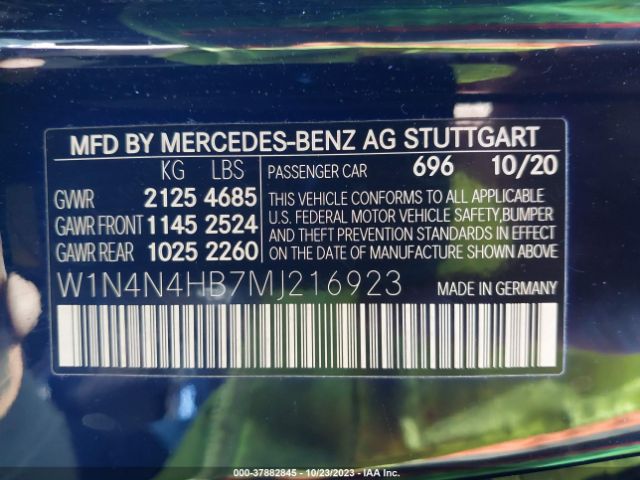 MFD BY MERCEDES-BENZ AG STUTTGART
KG LBS
GWR 2125 4685
GAWR FRONT 1145 2524
GAWR REAR 1025 2260
PASSENGER CAR 696 10/20
THIS VEHICLE CONFORMS TO ALL APPLICABLE
U.S. FEDERAL MOTOR VEHICLE SAFETY, BUMPER
AND THEFT PREVENTION STANDARDS IN EFFECT
ON THE DATE OF MANUFACTURE SHOWN ABOVE
W1N4N4HB7MJ216923 MADE IN GERMANY
000-37882845 - 10/23/2023 - IAA Inc.